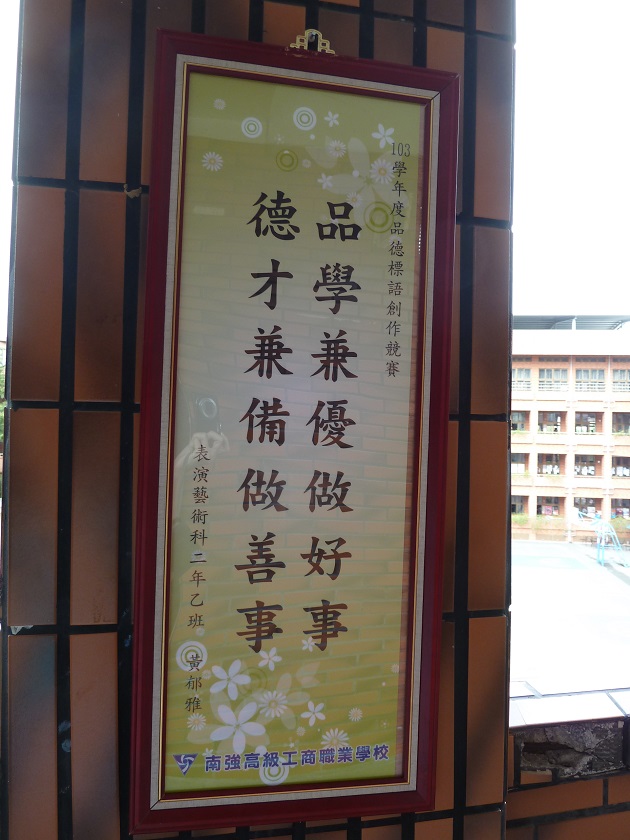 103學年度品德標語創作競賽
品學兼優做好事
德才兼備做善事
表演藝術科二年乙班 黃郁雅
南強高級工商職業學校